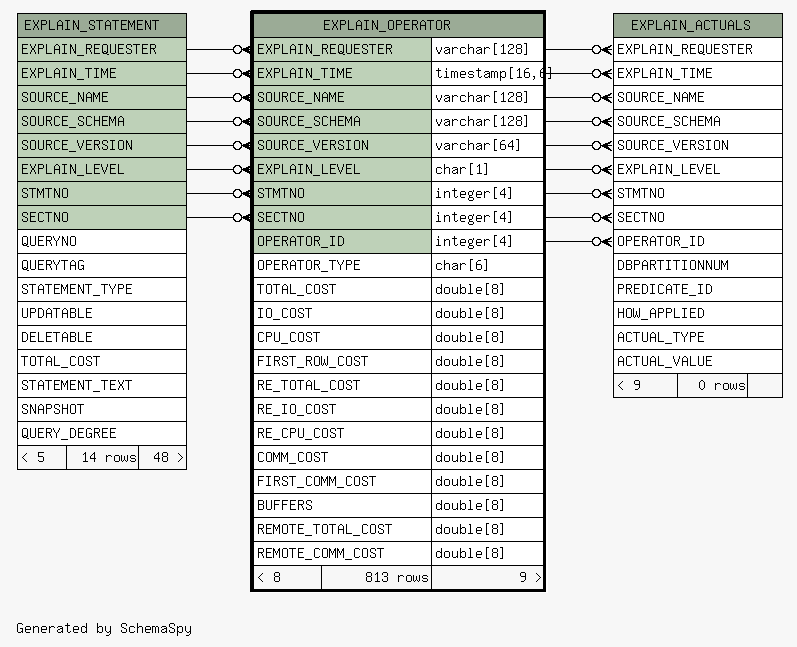 EXPLAIN_STATEMENT
EXPLAIN_REQUESTER
EXPLAIN_TIME
SOURCE_NAME
SOURCE_SCHEMA
SOURCE_VERSION
EXPLAIN_LEVEL
STMTNO
SECTNO
QUERYNO
QUERYTAG
STATEMENT_TYPE
UPDATABLE
DELETABLE
TOTAL_COST
STATEMENT_TEXT
SNAPSHOT
QUERY_DEGREE
< 5 14 rows 48 >
EXPLAIN_OPERATOR
EXPLAIN_REQUESTER varchar[128]
EXPLAIN_TIME timestamp[16,6]
SOURCE_NAME varchar[128]
SOURCE_SCHEMA varchar[128]
SOURCE_VERSION varchar[64]
EXPLAIN_LEVEL char[1]
STMTNO integer[4]
SECTNO integer[4]
OPERATOR_ID integer[4]
OPERATOR_TYPE char[6]
TOTAL_COST double[8]
IO_COST double[8]
CPU_COST double[8]
FIRST_ROW_COST double[8]
RE_TOTAL_COST double[8]
RE_IO_COST double[8]
RE_CPU_COST double[8]
COMM_COST double[8]
FIRST_COMM_COST double[8]
BUFFERS double[8]
REMOTE_TOTAL_COST double[8]
REMOTE_COMM_COST double[8]
< 8 813 rows 9 >
EXPLAIN_ACTUALS
EXPLAIN_REQUESTER
EXPLAIN_TIME
SOURCE_NAME
SOURCE_SCHEMA
SOURCE_VERSION
EXPLAIN_LEVEL
STMTNO
SECTNO
OPERATOR_ID
DBPARTITIONNUM
PREDICATE_ID
HOW_APPLIED
ACTUAL_TYPE
ACTUAL_VALUE
< 9 0 rows
Generated by SchemaSpy